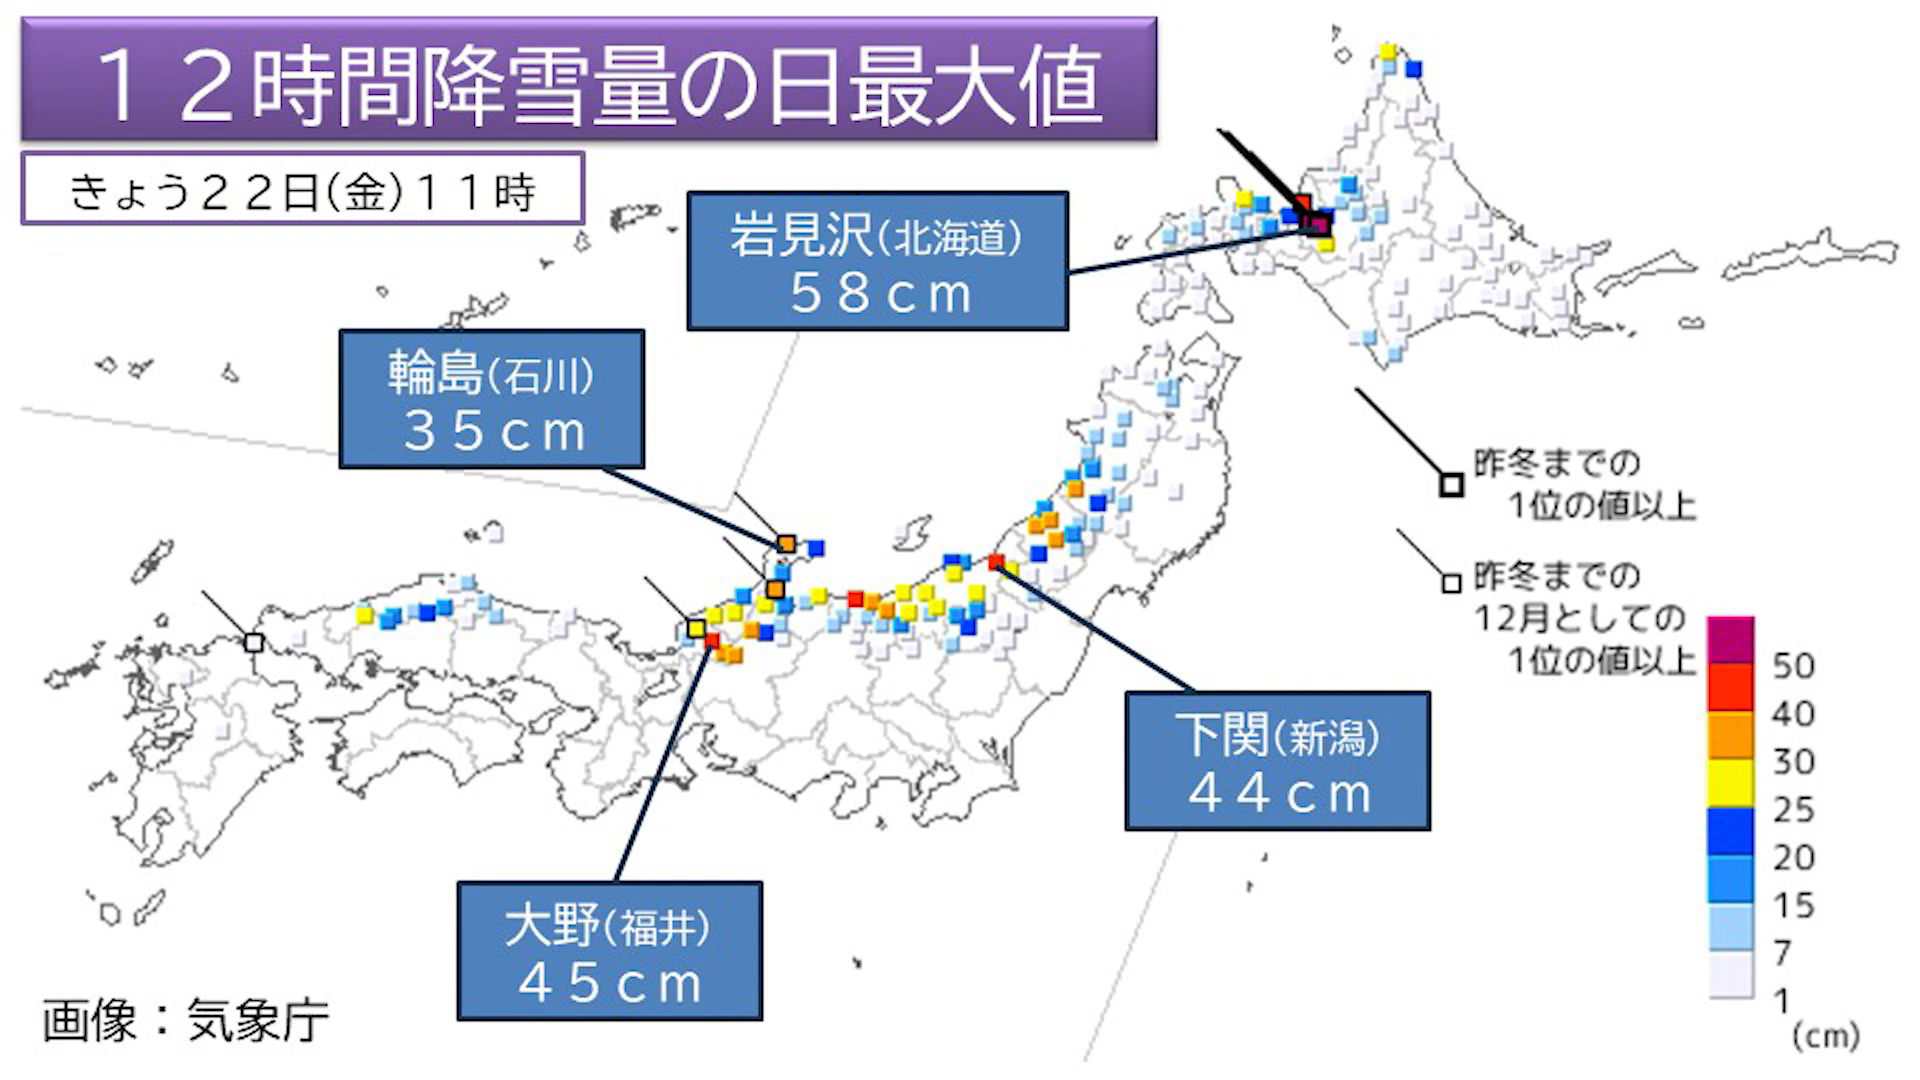 １２時間降雪量の日最大値
きょう２２日(金)１１時
岩見沢(北海道)
５８ｃｍ
輪島(石川)
３５ｃｍ
昨冬までの
1位の値以上
昨冬までの
12月としての
1位の値以上
下関(新潟)
４４ｃｍ
大野(福井)
４５ｃｍ
50
40
30
25
20
15
7
1
(cm)
画像：気象庁